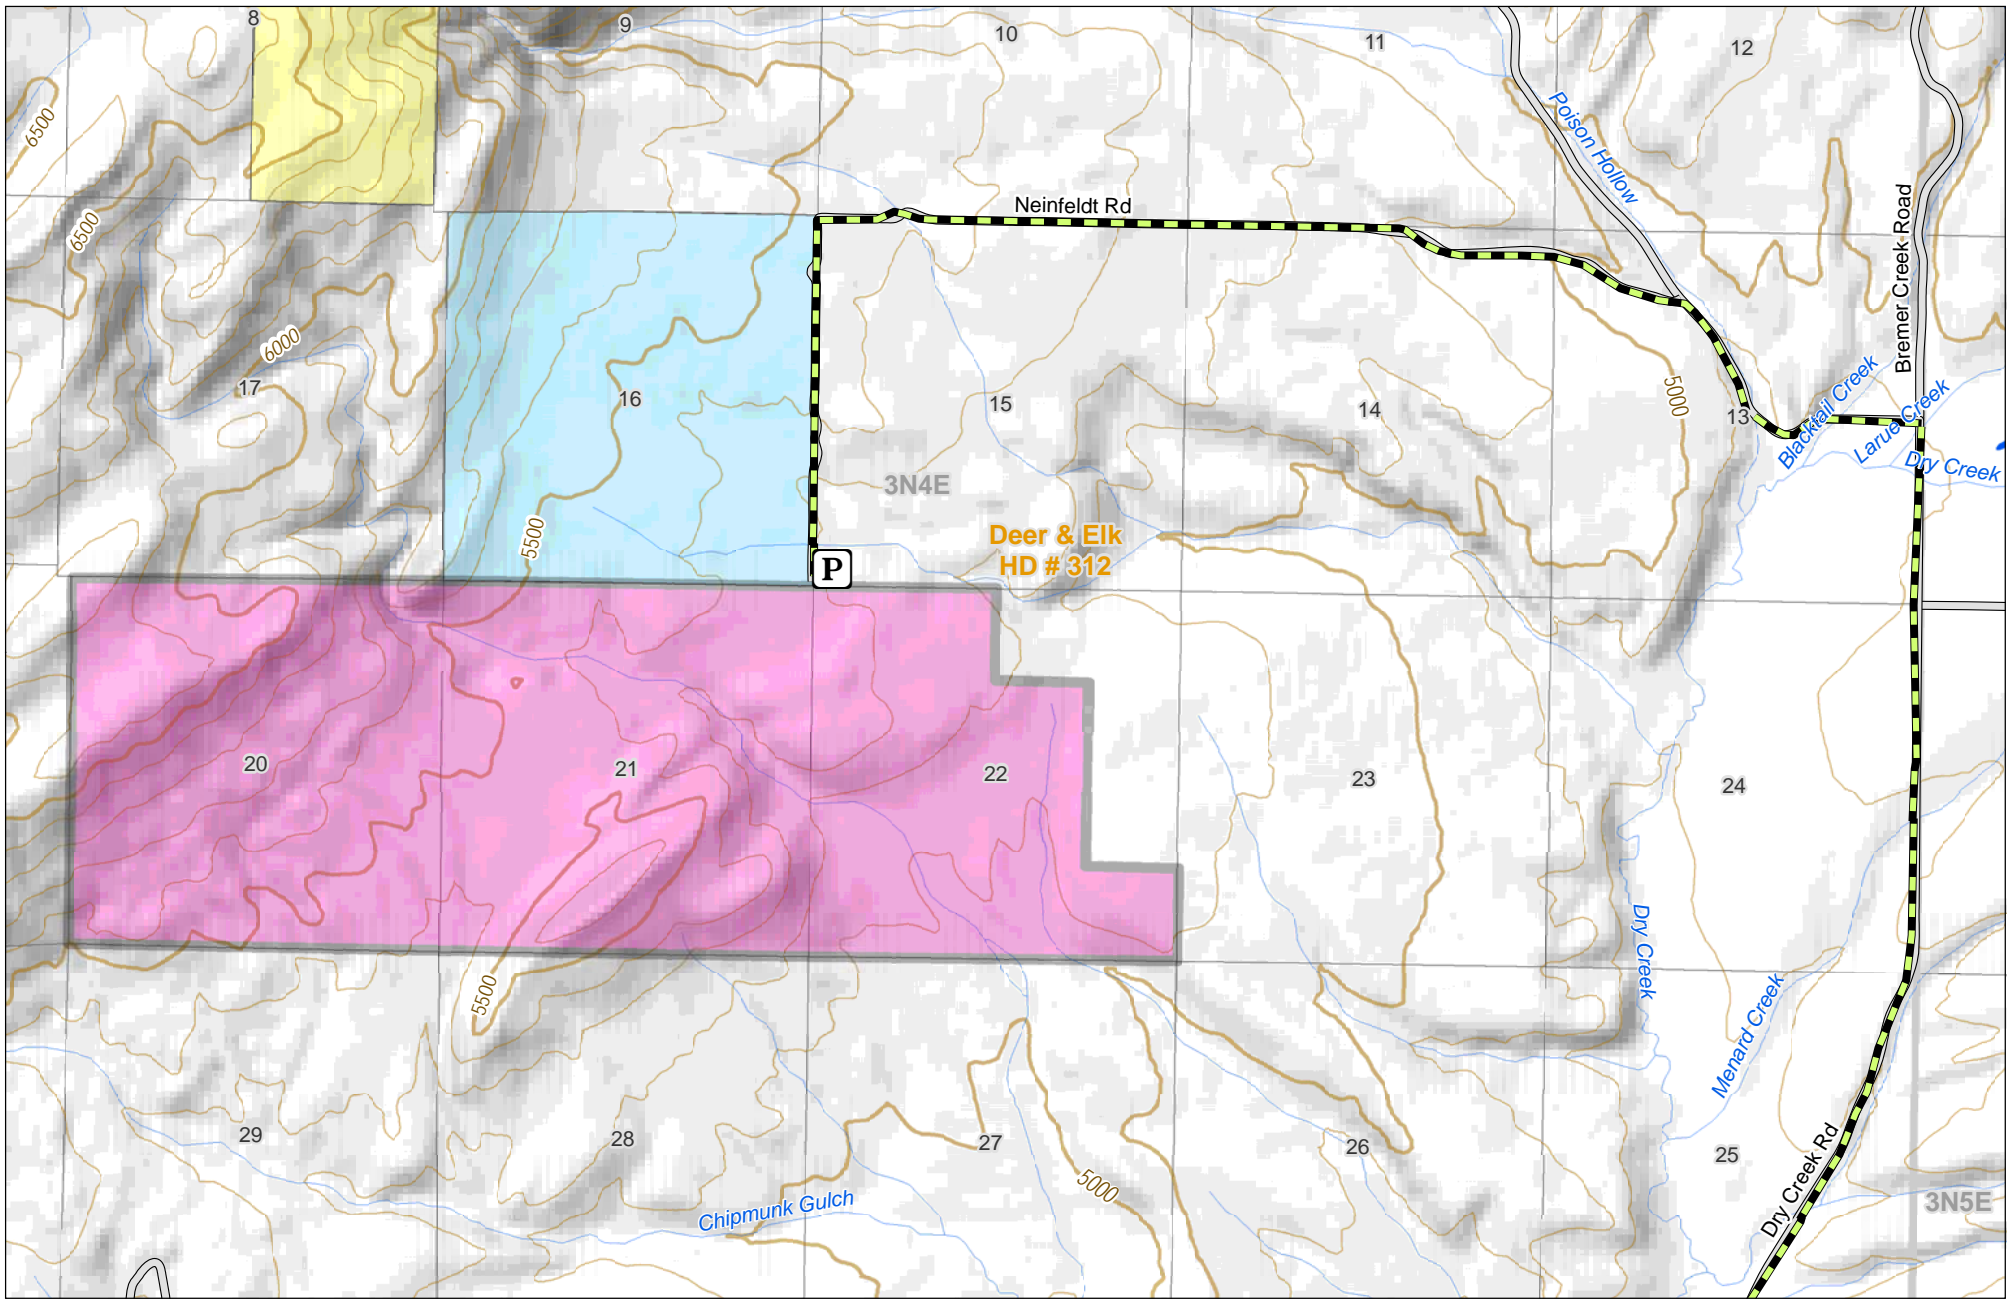 8
9
10
11
12
6500
Poison Hollow
6500
Neinfeldt Rd
Bremer Creek Road
6000
17
16
15
14
13
5000
Blacktail Creek
Larue Creek
Dry Creek
3N4E
5500
Deer & Elk
HD # 312
P
20
21
22
23
24
Dry Creek
5500
Menard Creek
29
28
27
26
25
5000
Dry Creek Rd
Chipmunk Gulch
3N5E